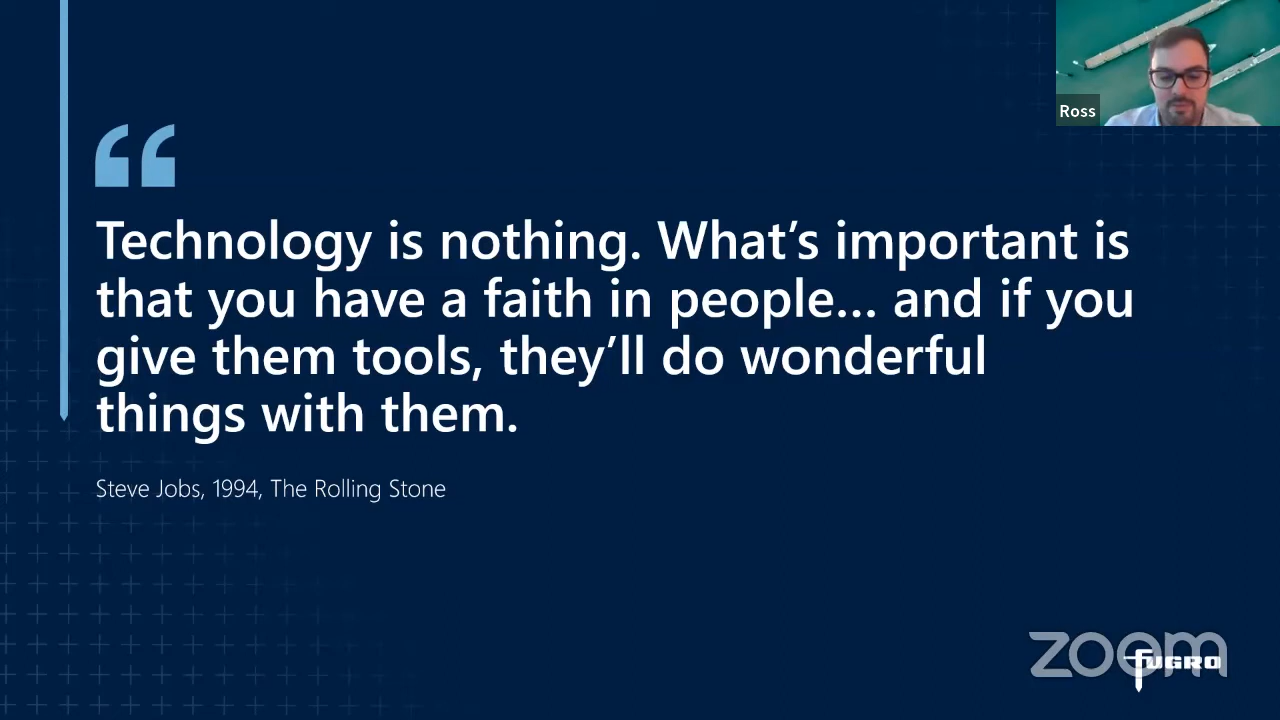 Ross
“
Technology is nothing. What’s important is
that you have a faith in people... and if you
give them tools, they’ll do wonderful
things with them.
Steve Jobs, 1994, The Rolling Stone
zoom
FUGRO